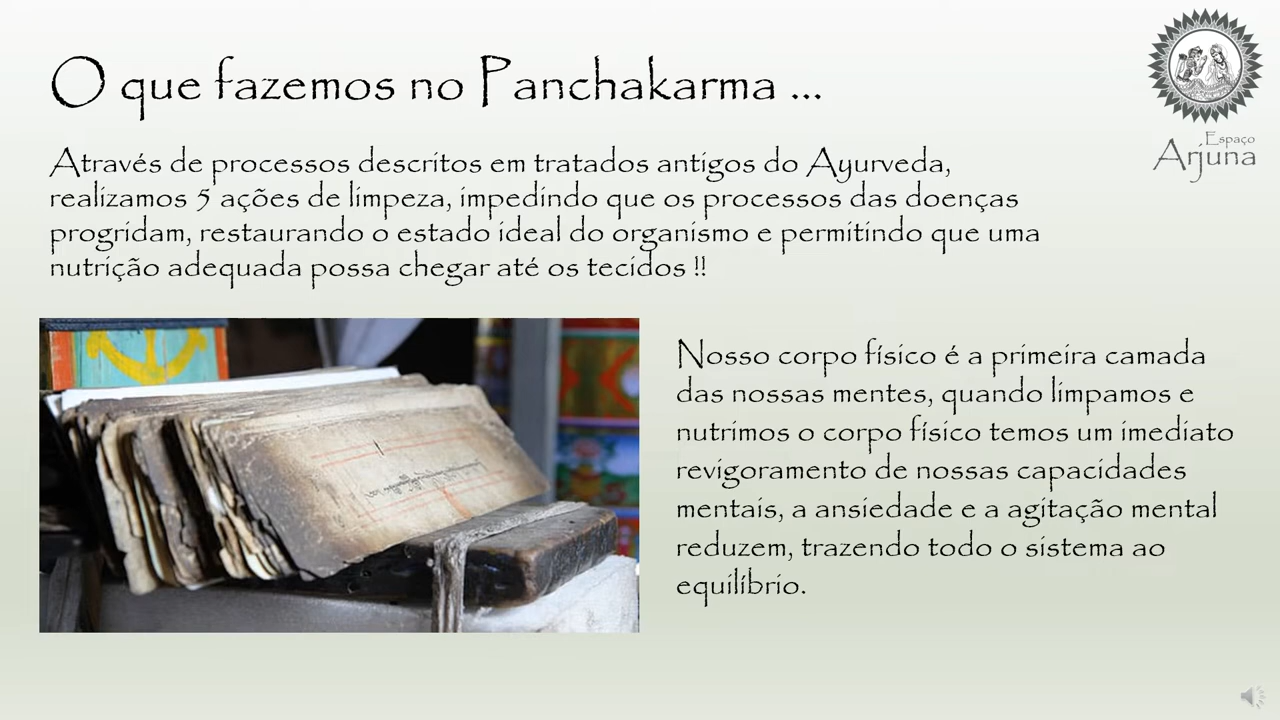 O que fazemos no Panchakarma ...
Espaço
Arjuna
Através de processos descritos em tratados antigos do Ayurveda,
realizamos 5 ações de limpeza, impedindo que os processos das doenças
progridam, restaurando o estado ideal do organismo e permitindo que uma
nutrição adequada possa chegar até os tecidos !!
Nosso corpo físico é a primeira camada
das nossas mentes, quando limpamos e
nutrimos o corpo físico temos um imediato
revigoramento de nossas capacidades
mentais, a ansiedade e a agitação mental
reduzem, trazendo todo o sistema ao
equilíbrio.